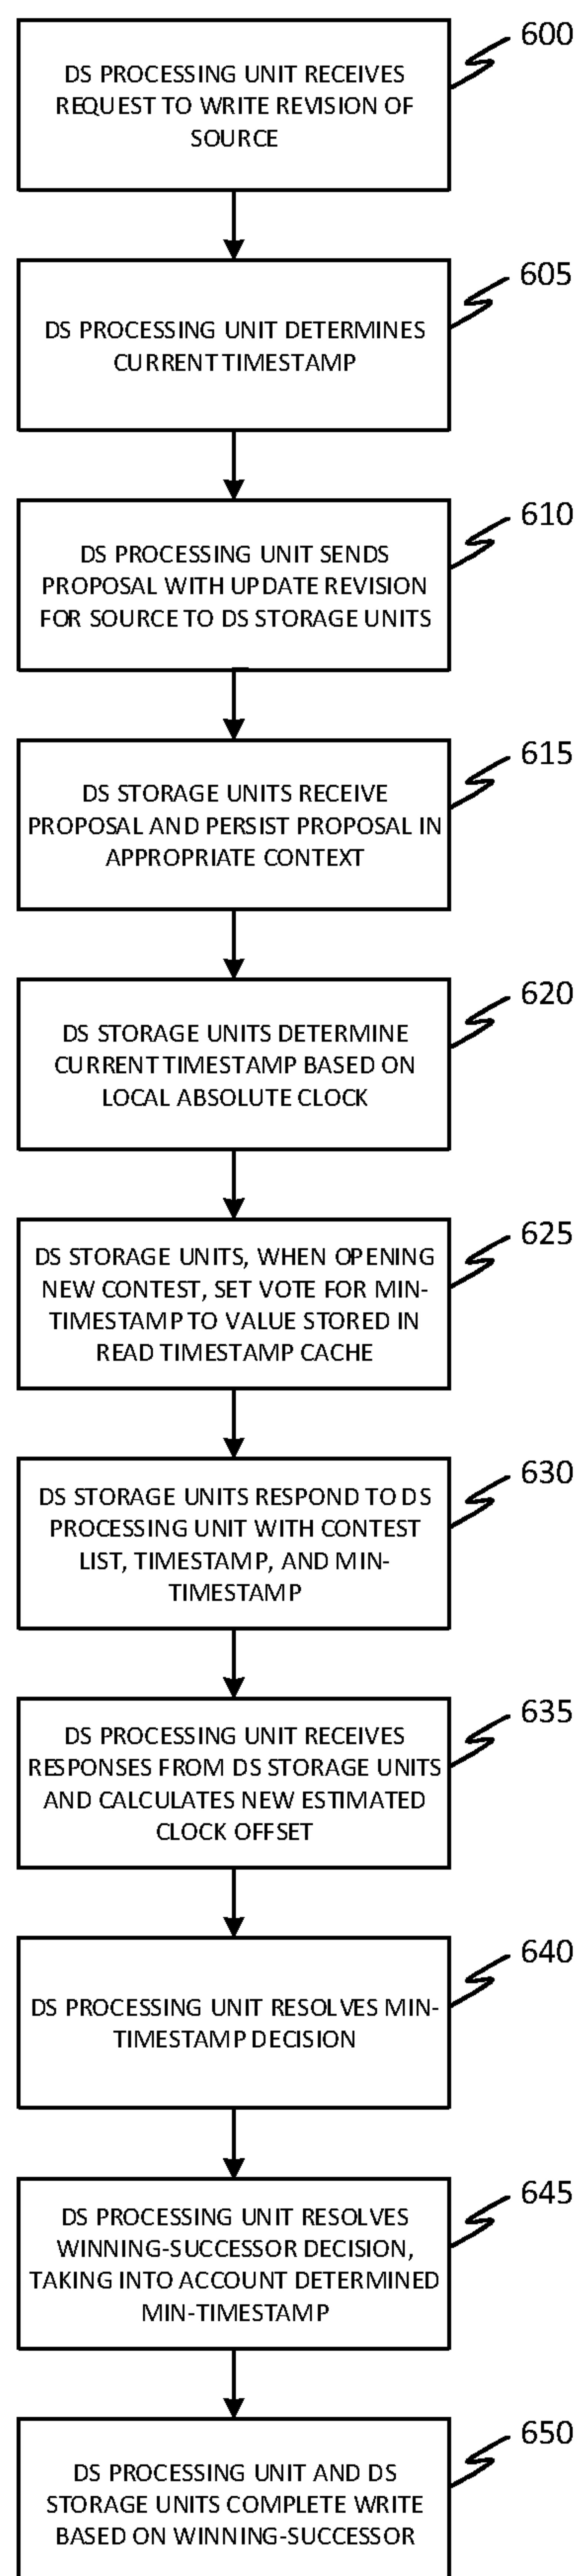 600
DS PROCESSING UNIT RECEIVES
REQUEST TO WRITE REVISION OF
SOURCE
605
DS PROCESSING UNIT DETERMINES
CURRENT TIMESTAMP
610
DS PROCESSING UNIT SENDS
PROPOSAL WITH UPDATE REVISION
FOR SOURCE TO DS STORAGE UNITS
615
DS STORAGE UNITS RECEIVE
PROPOSAL AND PERSIST PROPOSAL IN
APPROPRIATE CONTEXT
620
DS STORAGE UNITS DETERMINE
CURRENT TIMESTAMP BASED ON
LOCAL ABSOLUTE CLOCK
625
DS STORAGE UNITS, WHEN OPENING
NEW CONTEST, SET VOTE FOR MIN-
TIMESTAMP TO VALUE STORED IN
READ TIMESTAMP CACHE
630
DS STORAGE UNITS RESPOND TO DS
PROCESSING UNIT WITH CONTEST
LIST, TIMESTAMP, AND MIN-
TIMESTAMP
635
DS PROCESSING UNIT RECEIVES
RESPONSES FROM DS STORAGE UNITS
AND CALCULATES NEW ESTIMATED
CLOCK OFFSET
640
DS PROCESSING UNIT RESOLVES MIN-
TIMESTAMP DECISION
645
DS PROCESSING UNIT RESOLVES
WINNING-SUCCESSOR DECISION,
TAKING INTO ACCOUNT DETERMINED
MIN-TIMESTAMP
650
DS PROCESSING UNIT AND DS
STORAGE UNITS COMPLETE WRITE
BASED ON WINNING-SUCCESSOR